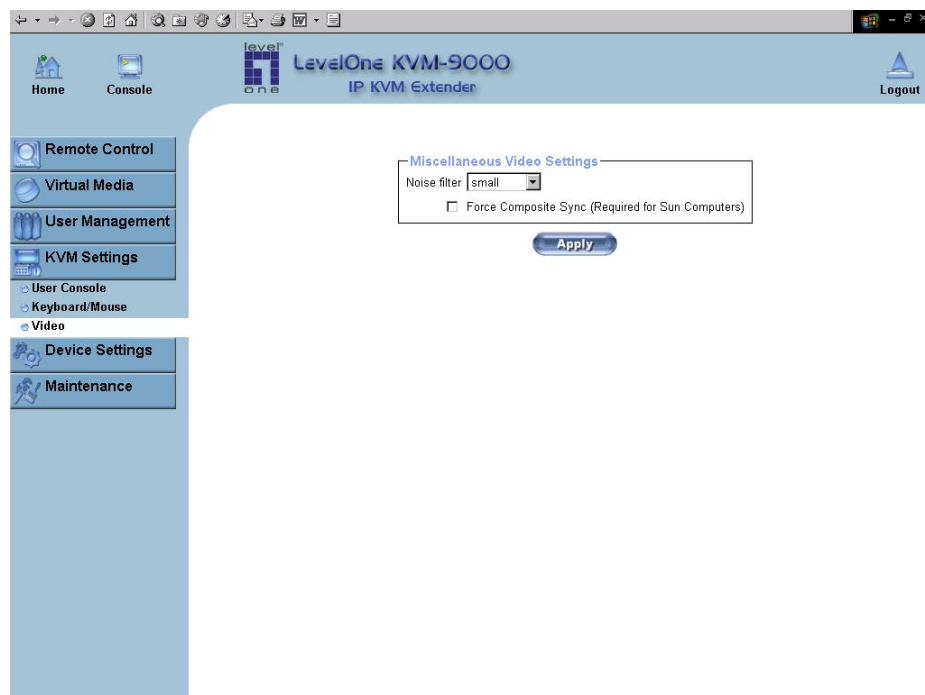 level
one
LevelOne KVM-9000
IP KVM Extender
Home
Console
Logout
Remote Control
Virtual Media
User Management
KVM Settings
User Console
Keyboard/Mouse
Video
Device Settings
Maintenance
Miscellaneous Video Settings
Noise filter small
Force Composite Sync (Required for Sun Computers)
Apply